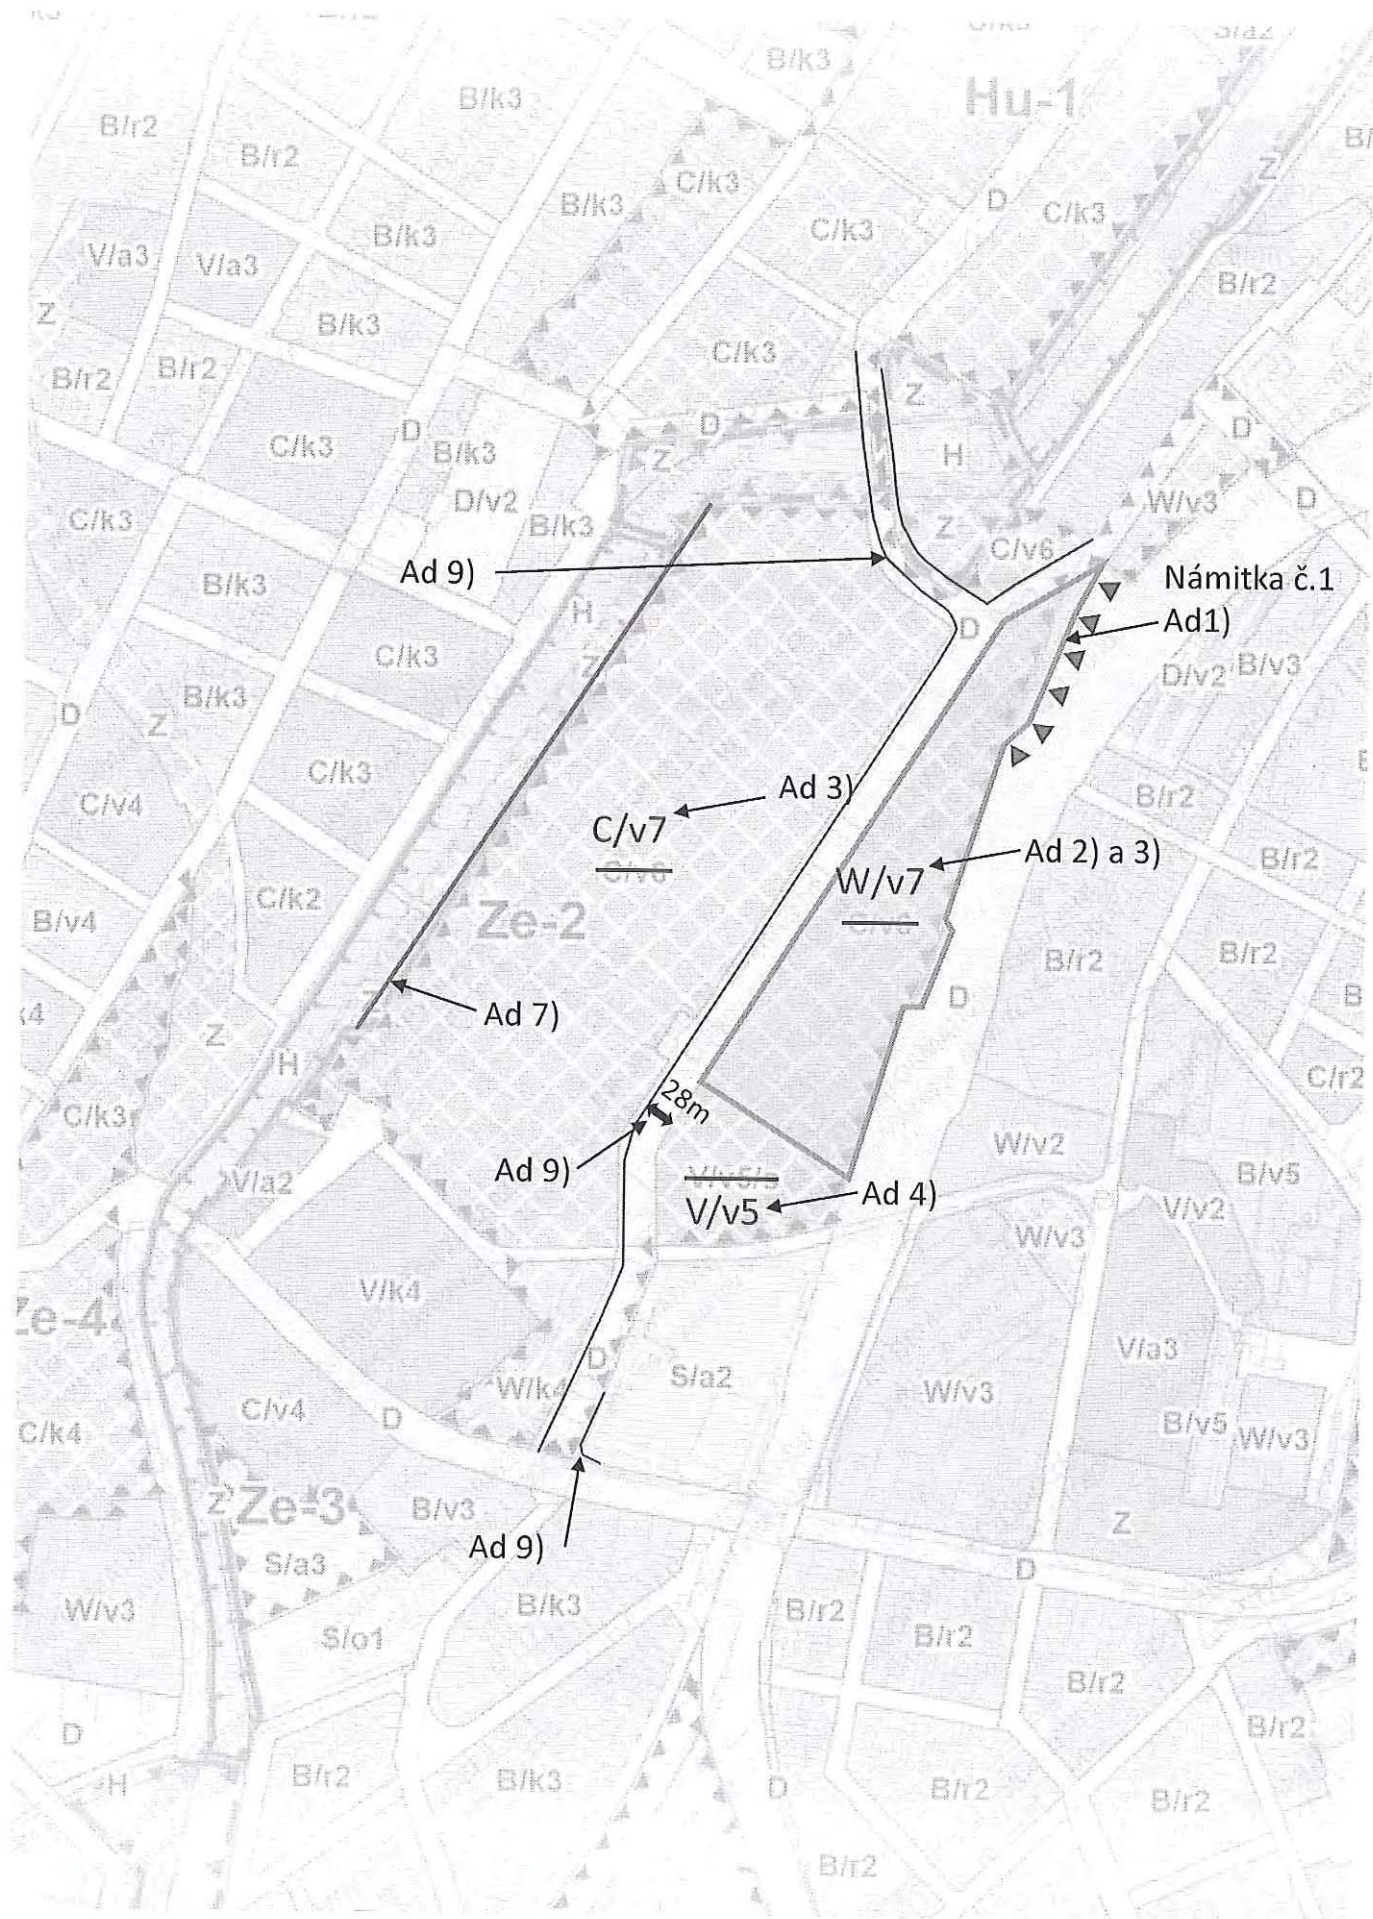 B/k3
Hu-1
B/r2
B/k3
B/r2
C/k3
D
Z
B/k3
C/k3
C/k3
V/a3
V/a3
B/k3
B/r2
Z
B/k3
C/k3
B/r2
B/r2
Z
D
D
D
C/k3
B/k3
Z
H
D/v2
W/v3
D
C/k3
B/k3
Z
C/v6
Ad 9)
Námitka č.1
B/k3
H
D
Ad1)
C/k3
Z
D/v2
B/v3
B/k3
D
Z
C/k3
Ad 3)
C/v4
B/r2
C/v7
C/v6
Ad 2) a 3)
B/r2
W/v7
C/k2
C/v6
B/v4
Ze-2
B/r2
B/r2
D
Ad 7)
Z
H
C/r2
28m
C/k3
W/v2
Ad 9)
V/v5/s
B/v5
V/a2
Ad 4)
V/v5
V/v2
W/v3
V/k4
Ze-4
V/a3
D
S/a2
W/k4
W/v3
C/v4
D
C/k4
B/v5
W/v3
Z
Ze-3
B/v3
Z
Ad 9)
S/a3
D
W/v3
B/k3
B/r2
S/o1
B/r2
B/r2
D
B/r2
H
B/r2
B/k3
D
B/r2
B/r2
B/r2